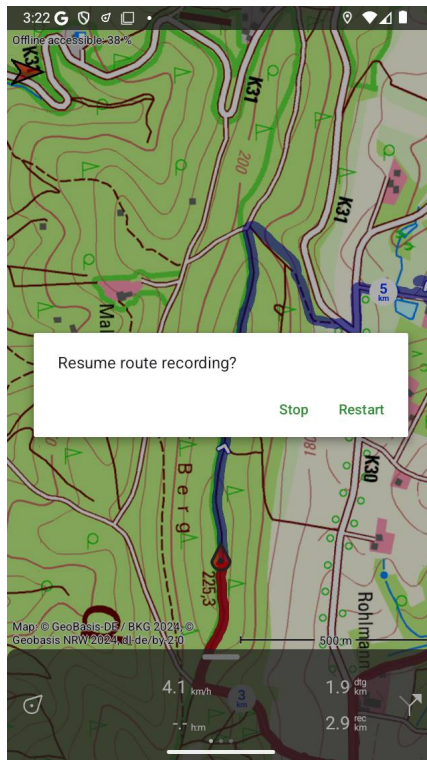 3:22
Offline accessible: 38 %
K31
K31
200
K31
5
km
Resume route recording?
Stop
Restart
K30
Berg
225,3
Rohlmann
Map: © GeoBasis-DE / BKG 2024, ©
Geobasis NRW 2024, dl-de/by-2-0
500 m
4.1 km/h
3
km
1.9 dtg km
-:- h:m
2.9 rec km